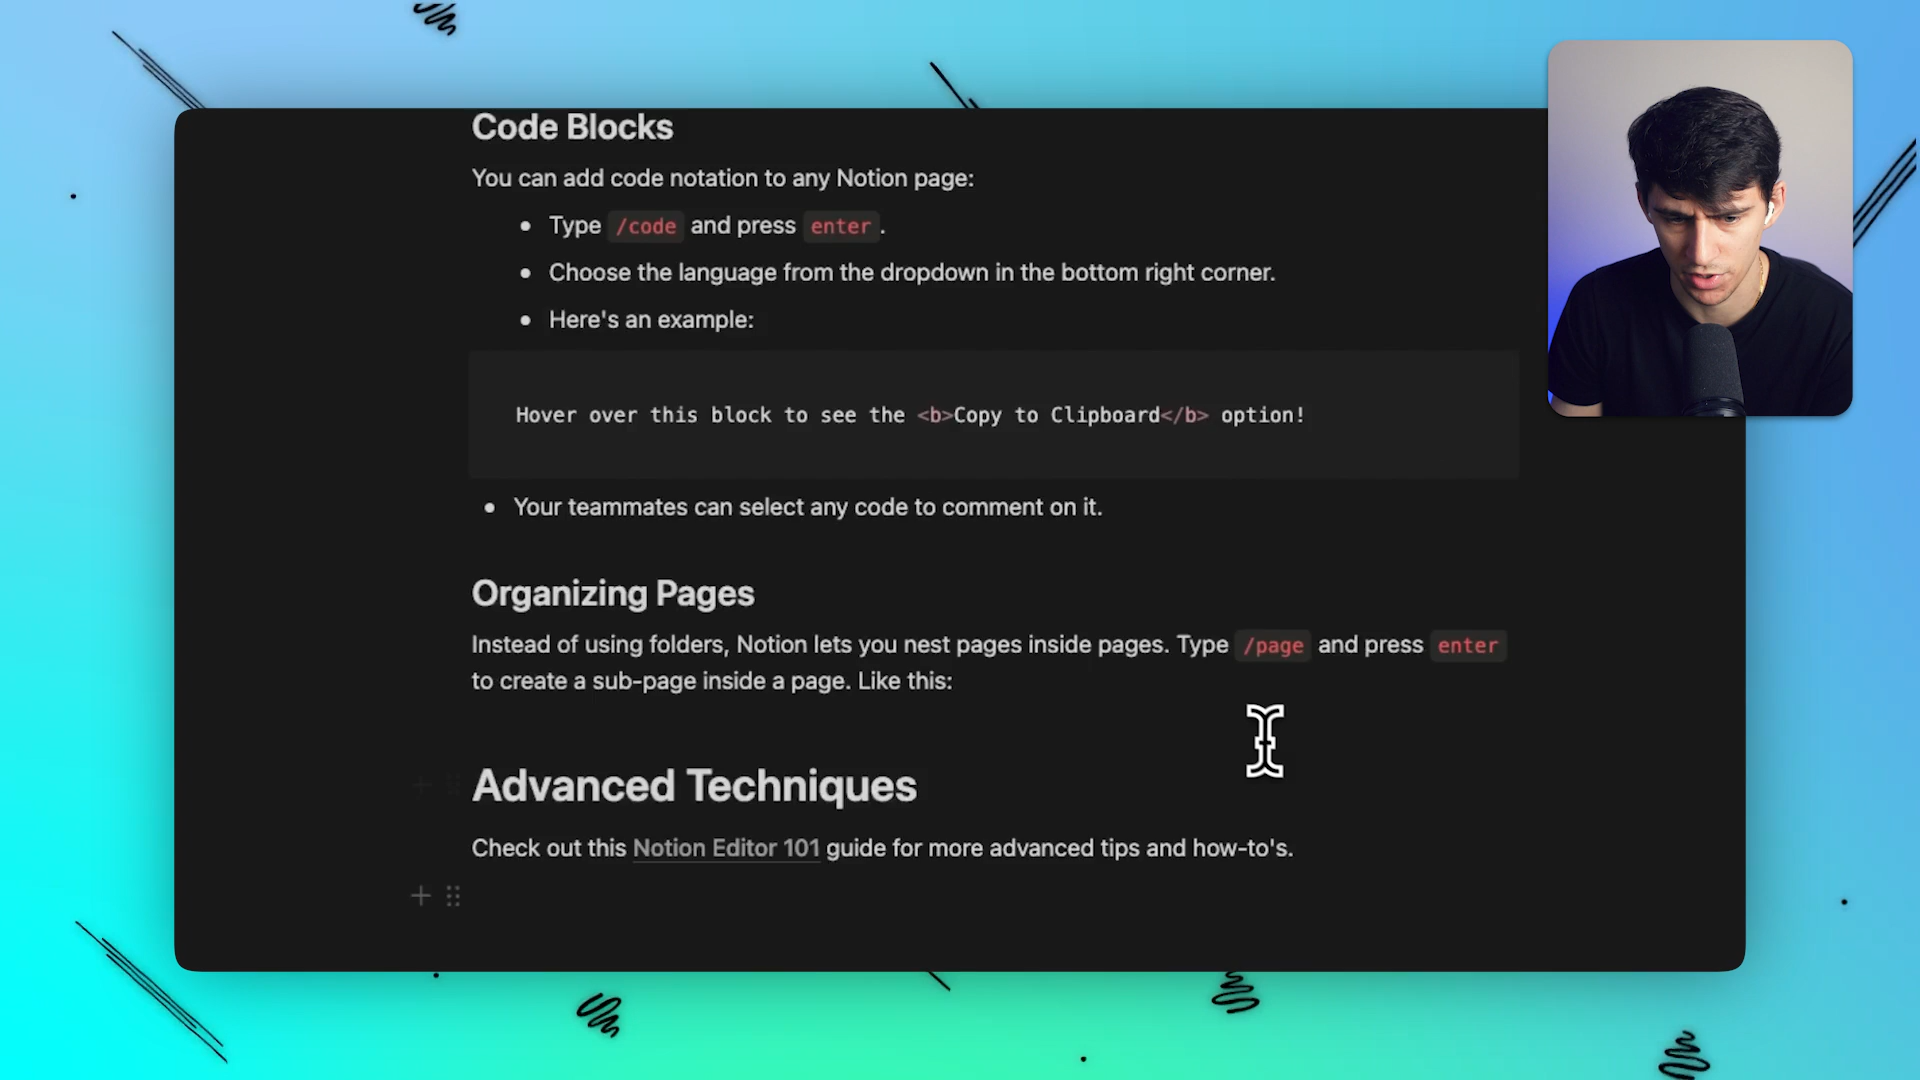 Code Blocks
You can add code notation to any Notion page:
• Type /code and press enter.
• Choose the language from the dropdown in the bottom right corner.
• Here's an example:
Hover over this block to see the <b>Copy to Clipboard</b> option!
• Your teammates can select any code to comment on it.
Organizing Pages
Instead of using folders, Notion lets you nest pages inside pages. Type /page and press enter
to create a sub-page inside a page. Like this:
Advanced Techniques
Check out this Notion Editor 101 guide for more advanced tips and how-to's.